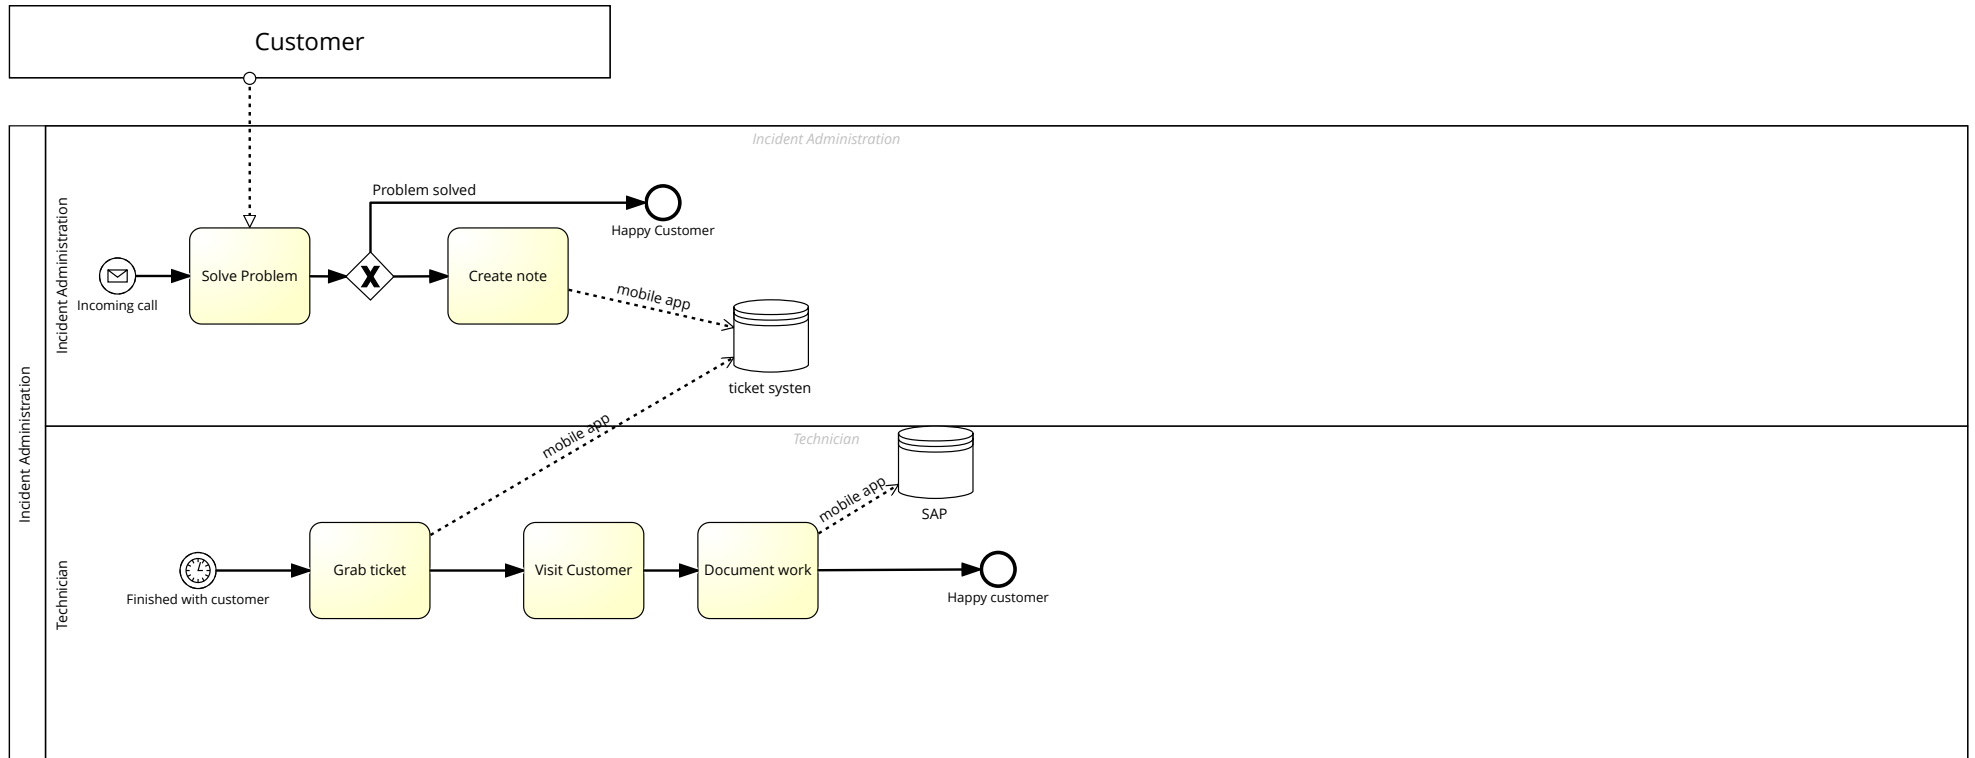 Customer
Incident Administration
Incident Administration
Incident Administration
Problem solved
Happy Customer
Solve Problem
X
Create note
Incoming call
mobile app
ticket systen
mobile app
Technician
Technician
mobile app
SAP
Grab ticket
Visit Customer
Document work
Finished with customer
Happy customer